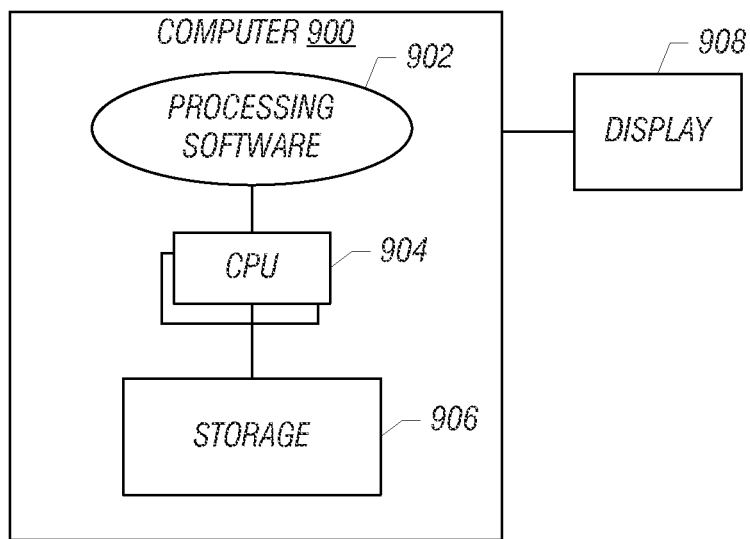 COMPUTER 900
902
PROCESSING
SOFTWARE
CPU
904
STORAGE
906
908
DISPLAY